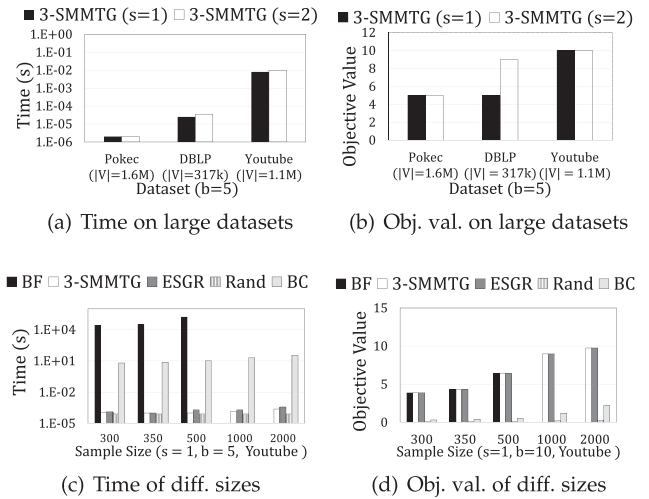 3-SMMTG (s=1) 3-SMMTG (s=2)
Time (s)
1.E+00
1.E-01
1.E-02
1.E-03
1.E-04
1.E-05
1.E-06
Pokec DBLP Youtube
(|V|=1.6M) (|V|=317k) (|V|=1.1M)
Dataset (b=5)
(a) Time on large datasets
3-SMMTG (s=1) 3-SMMTG (s=2)
Objective Value
12
10
8
6
4
2
0
Pokec DBLP Youtube
(|V|=1.6M) (|V| = 317k) (|V| = 1.1M)
Dataset (b=5)
(b) Obj. val. on large datasets
BF 3-SMMTG ESGR Rand BC
Time (s)
1.E+04
1.E+01
1.E-02
1.E-05
300 350 500 1000 2000
Sample Size (s = 1, b = 5, Youtube )
(c) Time of diff. sizes
BF 3-SMMTG ESGR Rand BC
Objective Value
15
10
5
0
300 350 500 1000 2000
Sample Size (s=1, b=10, Youtube )
(d) Obj. val. of diff. sizes